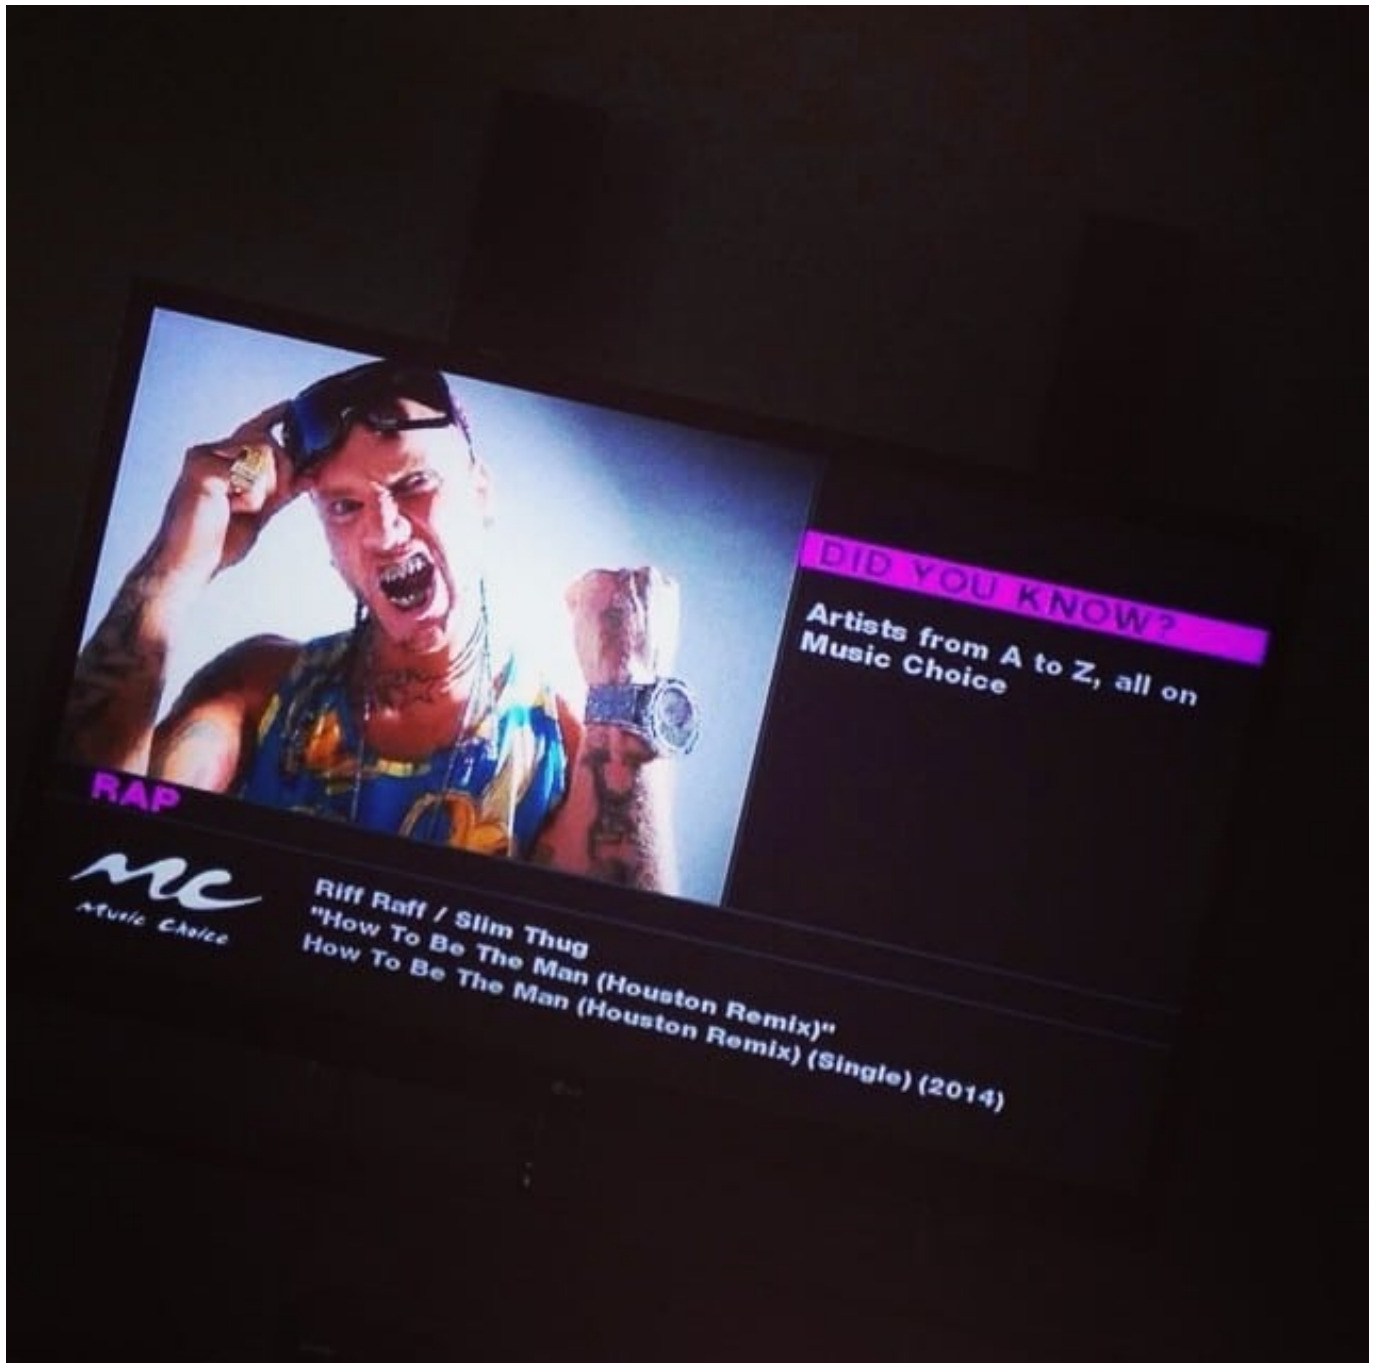 DID YOU KNOW?
Artists from A to Z, all on
Music Choice
RAP
MC
Music Choice
Riff Raff / Slim Thug
"How To Be The Man (Houston Remix)"
How To Be The Man (Houston Remix) (Single) (2014)